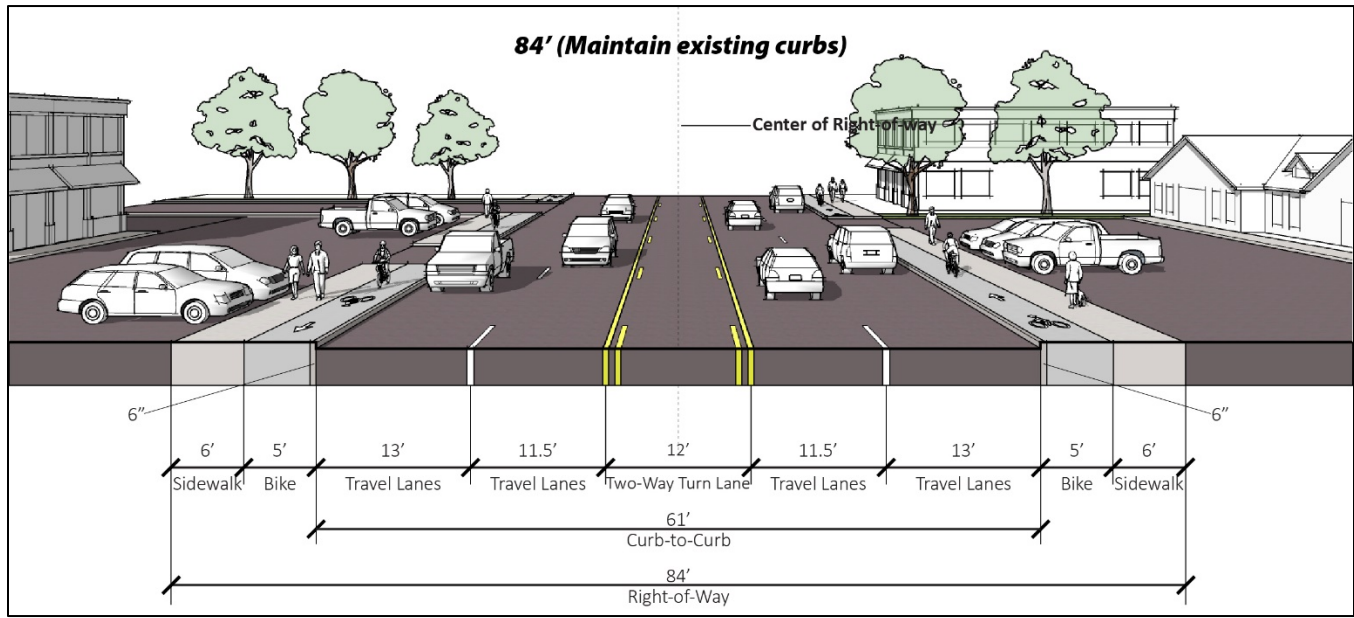 84’ (Maintain existing curbs)
Center of Right-of-way
6”
6”
6’
5’
13’
11.5’
12’
11.5’
13’
5’
6’
Sidewalk
Bike
Travel Lanes
Travel Lanes
Two-Way Turn Lane
Travel Lanes
Travel Lanes
Bike
Sidewalk
61’
Curb-to-Curb
84’
Right-of-Way